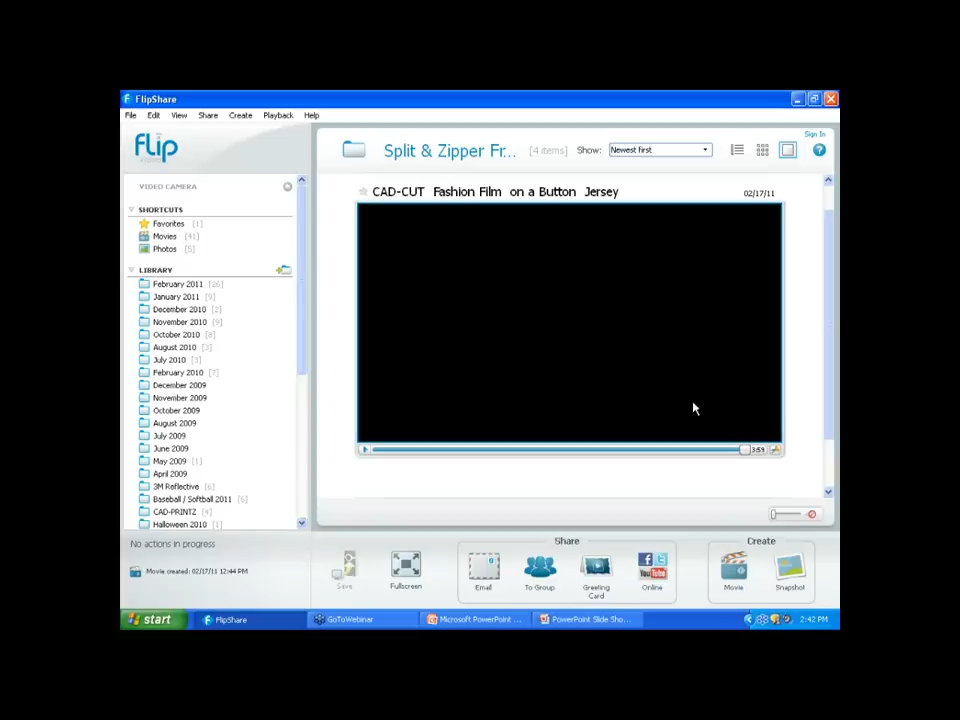 FlipShare
File Edit View Share Create Playback Help
flip
Sign In
Split & Zipper Fr... [4 items] Show: Newest first
VIDEO CAMERA
CAD-CUT Fashion Film on a Button Jersey 02/17/11
SHORTCUTS
Favorites [1]
Movies [41]
Photos [5]
LIBRARY
February 2011 [26]
January 2011 [9]
December 2010 [2]
November 2010 [9]
October 2010 [8]
August 2010 [3]
July 2010 [3]
February 2010 [7]
December 2009
November 2009
October 2009
August 2009
July 2009
June 2009
May 2009 [1]
April 2009
3M Reflective [6]
Baseball / Softball 2011 [6]
CAD-PRINTZ [4]
Halloween 2010 [1]
3:59
No actions in progress
Movie created: 02/17/11 12:44 PM
Share
Create
Save
Fullscreen
Email
To Group
Greeting Card
Online
Movie
Snapshot
start FlipShare GoToWebinar Microsoft PowerPoint ... PowerPoint Slide Sho... 2:42 PM